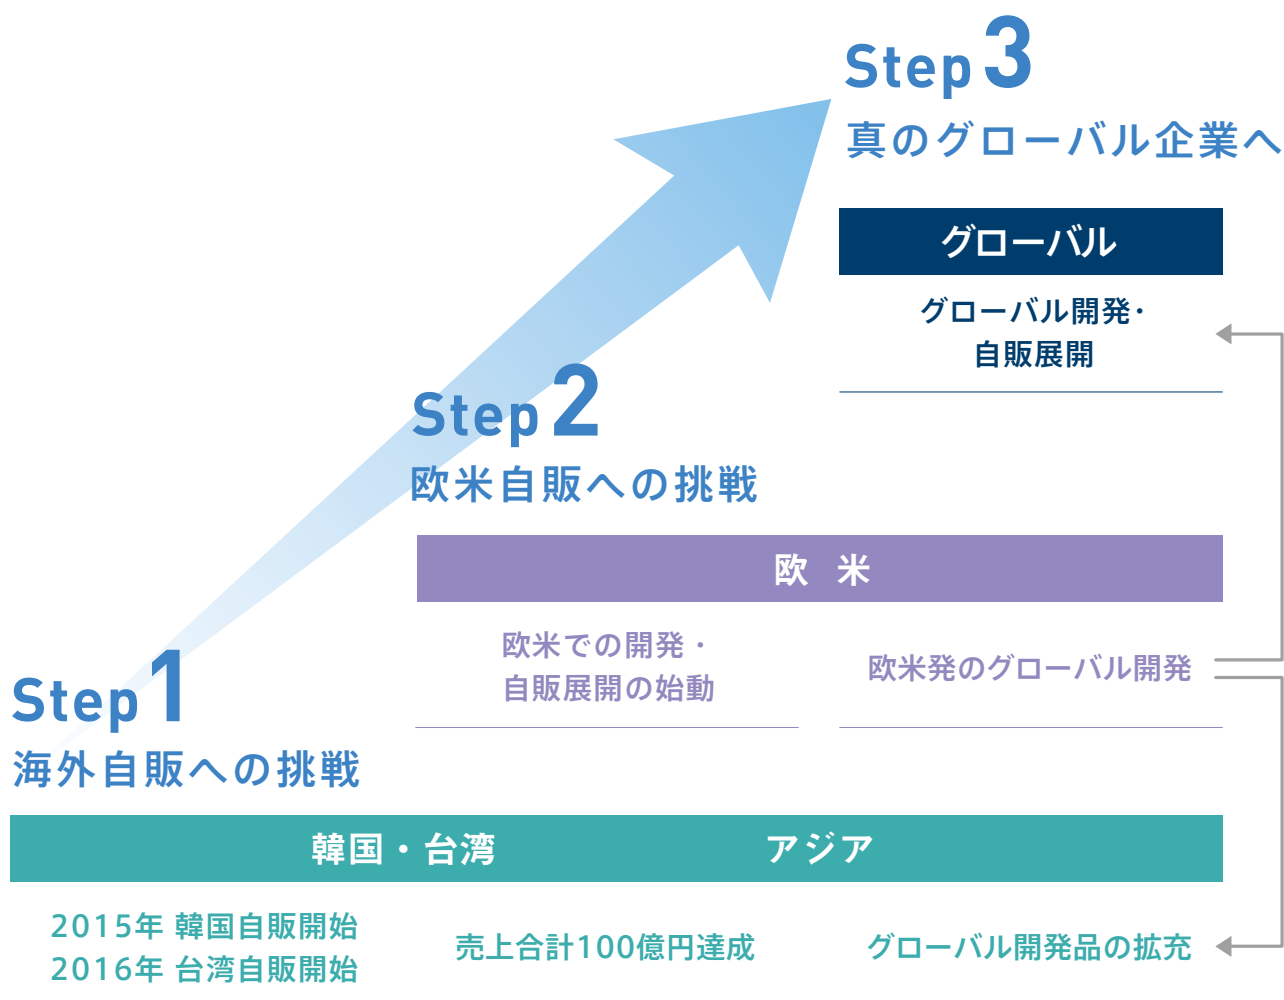 Step 3
真のグローバル企業へ
グローバル
グローバル開発・
自販展開
Step 2
欧米自販への挑戦
欧 米
欧米での開発・
自販展開の始動
欧米発のグローバル開発
Step 1
海外自販への挑戦
韓国・台湾
アジア
2015年 韓国自販開始
2016年 台湾自販開始
売上合計100億円達成
グローバル開発品の拡充